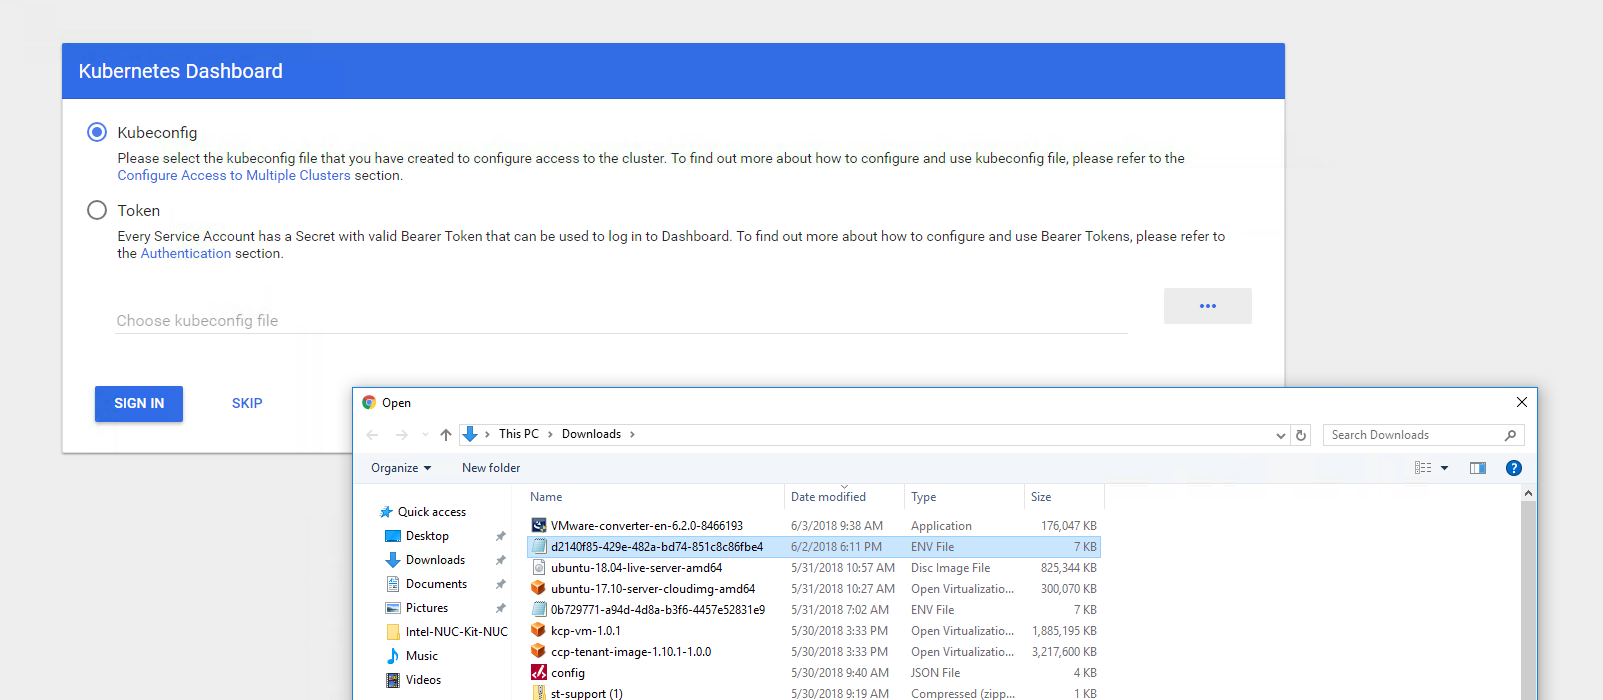 Kubernetes Dashboard
Kubeconfig
Please select the kubeconfig file that you have created to configure access to the cluster. To find out more about how to configure and use kubeconfig file, please refer to the
Configure Access to Multiple Clusters section.
Token
Every Service Account has a Secret with valid Bearer Token that can be used to log in to Dashboard. To find out more about how to configure and use Bearer Tokens, please refer to
the Authentication section.
Choose kubeconfig file
SIGN IN SKIP
Open
This PC Downloads Search Downloads
Organize New folder
Name Date modified Type Size
Quick access
Desktop
Downloads
Documents
Pictures
Intel-NUC-Kit-NUC
Music
Videos
VMware-converter-en-6.2.0-8466193 6/3/2018 9:38 AM Application 176,047 KB
d2140f85-429e-482a-bd74-851c8c86fbe4 6/2/2018 6:11 PM ENV File 7 KB
ubuntu-18.04-live-server-amd64 5/31/2018 10:57 AM Disc Image File 825,344 KB
ubuntu-17.10-server-cloudimg-amd64 5/31/2018 10:27 AM Open Virtualizatio... 300,070 KB
0b729771-a94d-4d8a-b3f6-4457e52831e9 5/31/2018 7:02 AM ENV File 7 KB
kcp-vm-1.0.1 5/30/2018 3:33 PM Open Virtualizatio... 1,885,195 KB
ccp-tenant-image-1.10.1-1.0.0 5/30/2018 3:33 PM Open Virtualizatio... 3,217,600 KB
config 5/30/2018 9:40 AM JSON File 4 KB
st-support (1) 5/30/2018 9:19 AM Compressed (zipp... 1 KB